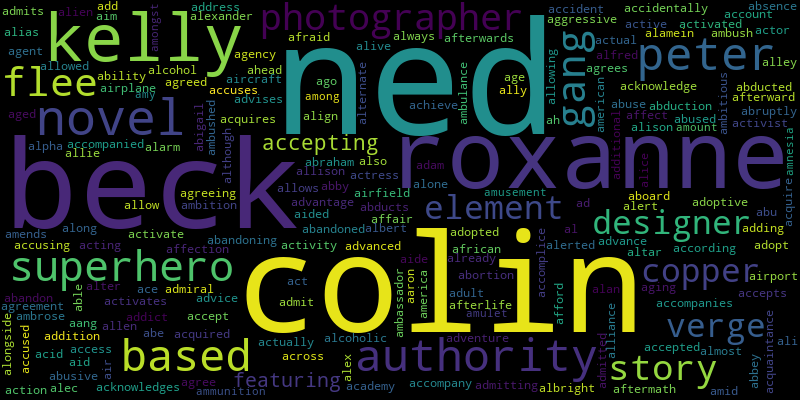 admits alien add aim address alexander amongst alias
kelly
photographer
accident accidentally absence aggressive active activated account
agent allowed ability alcohol agreed agency ahead afraid alive always afterwards
ned
gang
actual alamein ambush actor agrees alfred acknowledge alley
peter
flee
airplane amy accuses aircraft advises ago among alternate achieve ambulance age ally allowing american abuse ambitious abducted abduction afterward
novel
aged ambushed acquires align ah affect abused abruptly
alpha accompanied abigail although
accepting
additional alison amount activist amnesia
allie alarm abraham also adam alice
beck
roxanne
allison actress agreeing allows abby airfield alone amusement aboard adoptive acquire
allow ambition advantage abducts aided affair
element
ad alert abu
amends along activate abandoning abandoned albert adopted african accomplice al
designer
adding
accusing acting affection activity advanced already alerted advance altar according adopt
superhero
colin
aide abortion
copper
abandon alter able ace admiral act ambassador aaron america adult alan aging airport
agreement activates advice admit afterlife amulet afford accompanies accepts
ambrose addict accept
verge
alongside accused addition aang allen abe acquired actually alcoholic adventure alliance admitted accepted almost ali
acid access
based
across
authority
story
abbey acquaintance
aid air alex
abusive agree
featuring
academy accompany admitting albright aftermath amid
action alec acknowledges ammunition